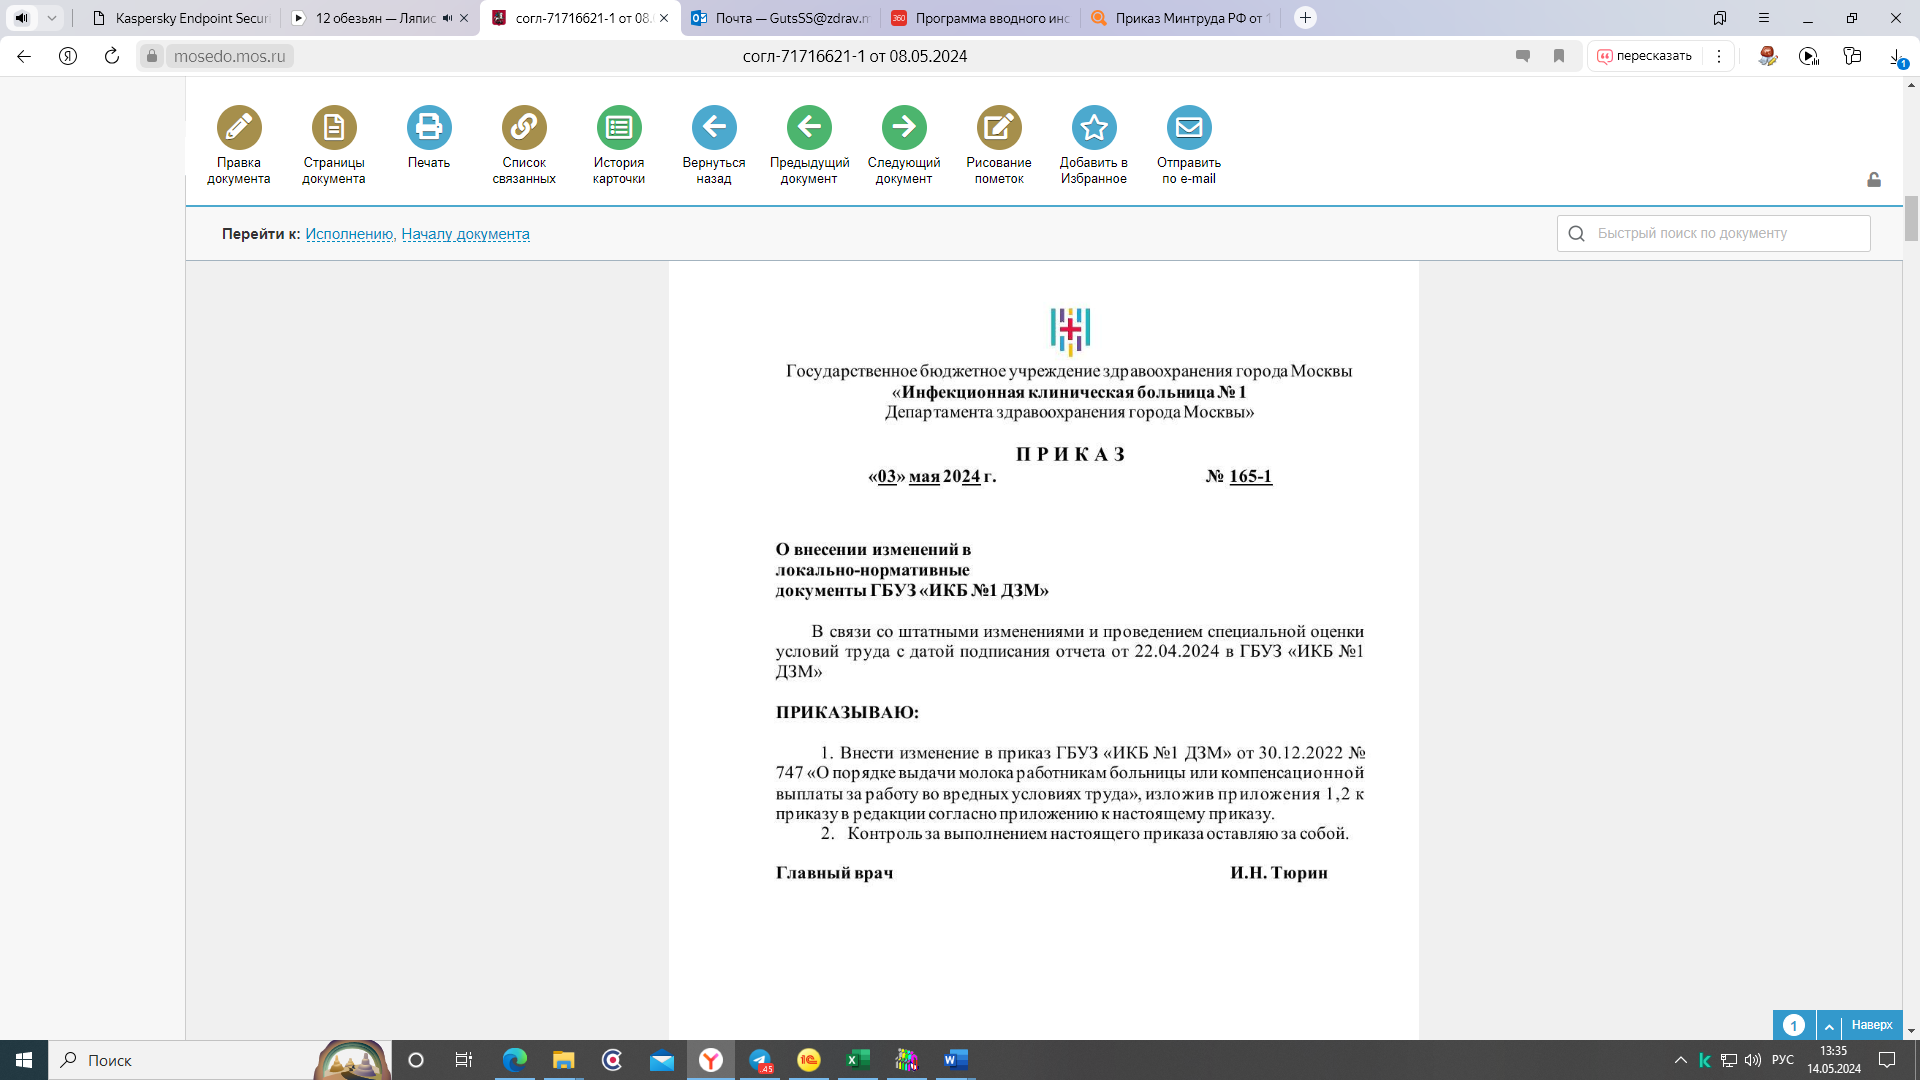 Kaspersky Endpoint Secur
12 обезьян — Ляпис
согл-71716621-1 от 08.0
Почта — GutsSS@zdrav.m
360
Программа вводного инс
Приказ Минтруда РФ от 1
mosedo.mos.ru
согл-71716621-1 от 08.05.2024
пересказать
1
Правка документа
Страницы документа
Печать
Список связанных
История карточки
Вернуться назад
Предыдущий документ
Следующий документ
Рисование пометок
Добавить в Избранное
Отправить по e-mail
Перейти к: Исполнению, Началу документа
Быстрый поиск по документу
Государственное бюджетное учреждение здравоохранения города Москвы
«Инфекционная клиническая больница № 1
Департамента здравоохранения города Москвы»
П Р И К А З
«03» мая 2024 г. № 165-1
О внесении изменений в
локально-нормативные
документы ГБУЗ «ИКБ №1 ДЗМ»
В связи со штатными изменениями и проведением специальной оценки
условий труда с датой подписания отчета от 22.04.2024 в ГБУЗ «ИКБ №1
ДЗМ»
ПРИКАЗЫВАЮ:
1. Внести изменение в приказ ГБУЗ «ИКБ №1 ДЗМ» от 30.12.2022 №
747 «О порядке выдачи молока работникам больницы или компенсационной
выплаты за работу во вредных условиях труда», изложив приложения 1,2 к
приказу в редакции согласно приложению к настоящему приказу.
2. Контроль за выполнением настоящего приказа оставляю за собой.
Главный врач И.Н. Тюрин
1
Наверх
Поиск
.45
1С
РУС
13:35
14.05.2024